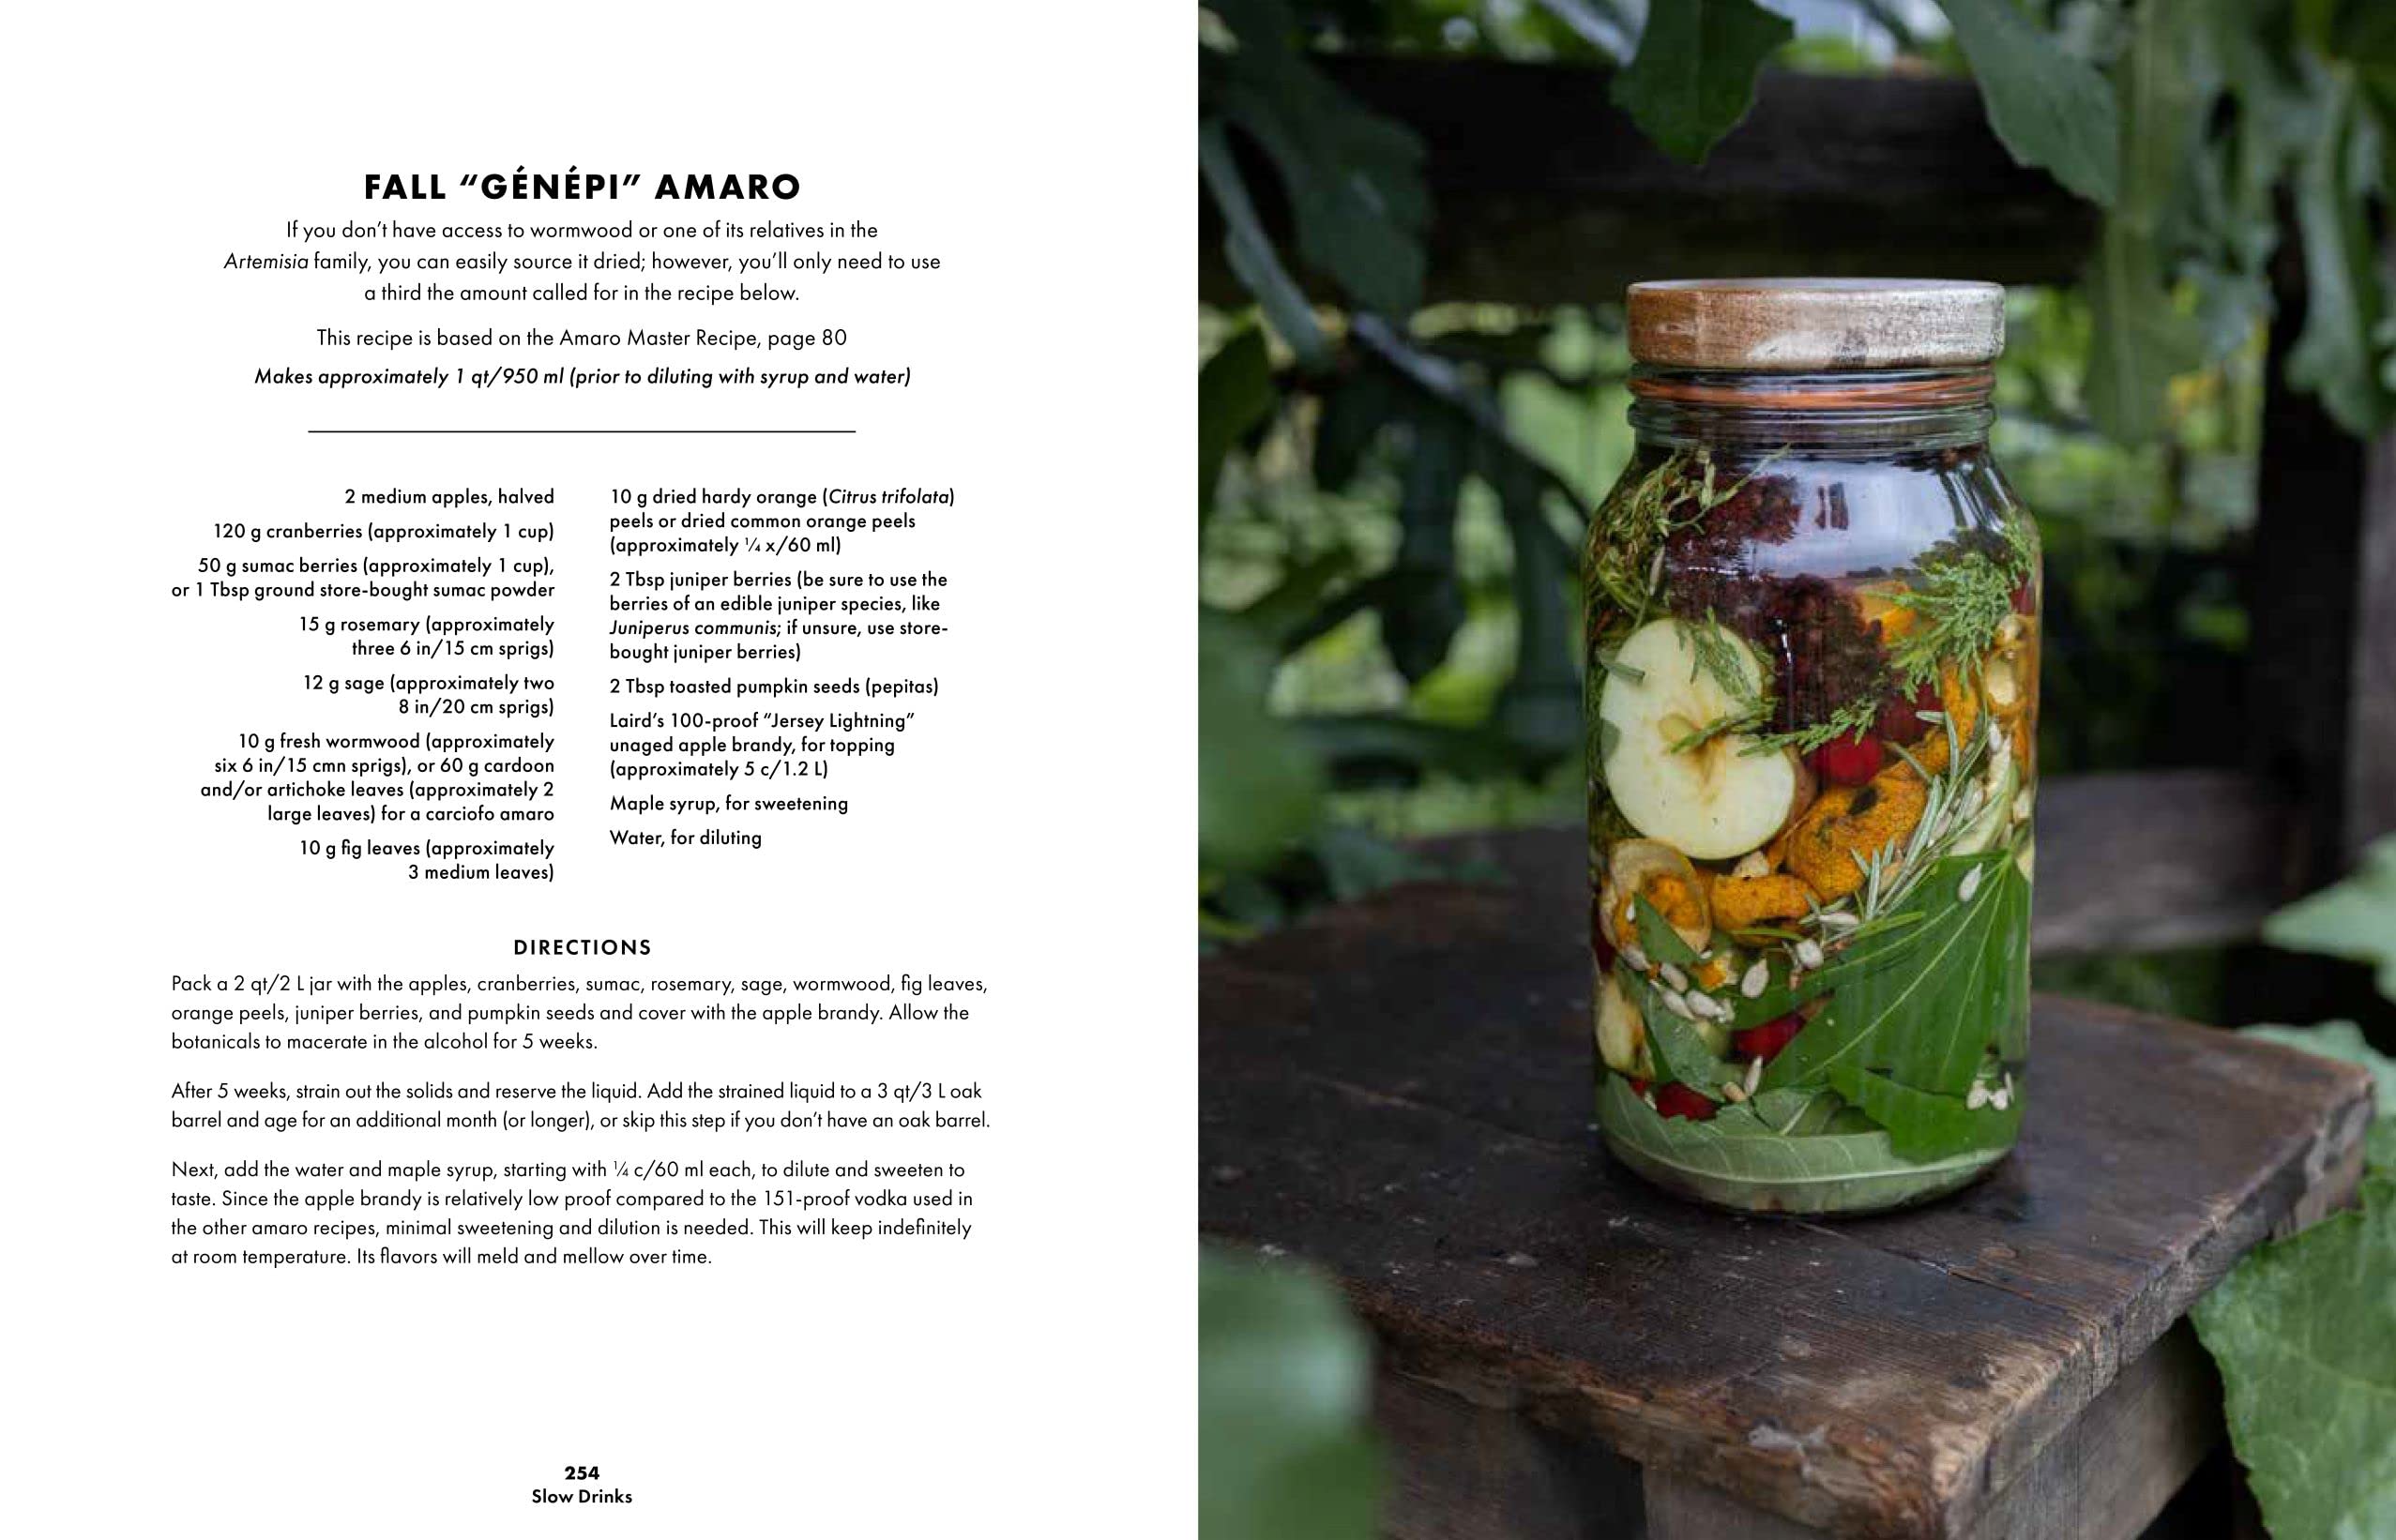 FALL “GÉNÉPI” AMARO
If you don’t have access to wormwood or one of its relatives in the
Artemisia family, you can easily source it dried; however, you’ll only need to use
a third the amount called for in the recipe below.
This recipe is based on the Amaro Master Recipe, page 80
Makes approximately 1 qt/950 ml (prior to diluting with syrup and water)
2 medium apples, halved
120 g cranberries (approximately 1 cup)
50 g sumac berries (approximately 1 cup),
or 1 Tbsp ground store-bought sumac powder
15 g rosemary (approximately
three 6 in/15 cm sprigs)
12 g sage (approximately two
8 in/20 cm sprigs)
10 g fresh wormwood (approximately
six 6 in/15 cmn sprigs), or 60 g cardoon
and/or artichoke leaves (approximately 2
large leaves) for a carciofo amaro
10 g fig leaves (approximately
3 medium leaves)
10 g dried hardy orange (Citrus trifolata)
peels or dried common orange peels
(approximately ¼ x/60 ml)
2 Tbsp juniper berries (be sure to use the
berries of an edible juniper species, like
Juniperus communis; if unsure, use store-
bought juniper berries)
2 Tbsp toasted pumpkin seeds (pepitas)
Laird’s 100-proof “Jersey Lightning”
unaged apple brandy, for topping
(approximately 5 c/1.2 L)
Maple syrup, for sweetening
Water, for diluting
DIRECTIONS
Pack a 2 qt/2 L jar with the apples, cranberries, sumac, rosemary, sage, wormwood, fig leaves,
orange peels, juniper berries, and pumpkin seeds and cover with the apple brandy. Allow the
botanicals to macerate in the alcohol for 5 weeks.
After 5 weeks, strain out the solids and reserve the liquid. Add the strained liquid to a 3 qt/3 L oak
barrel and age for an additional month (or longer), or skip this step if you don’t have an oak barrel.
Next, add the water and maple syrup, starting with ¼ c/60 ml each, to dilute and sweeten to
taste. Since the apple brandy is relatively low proof compared to the 151-proof vodka used in
the other amaro recipes, minimal sweetening and dilution is needed. This will keep indefinitely
at room temperature. Its flavors will meld and mellow over time.
254
Slow Drinks